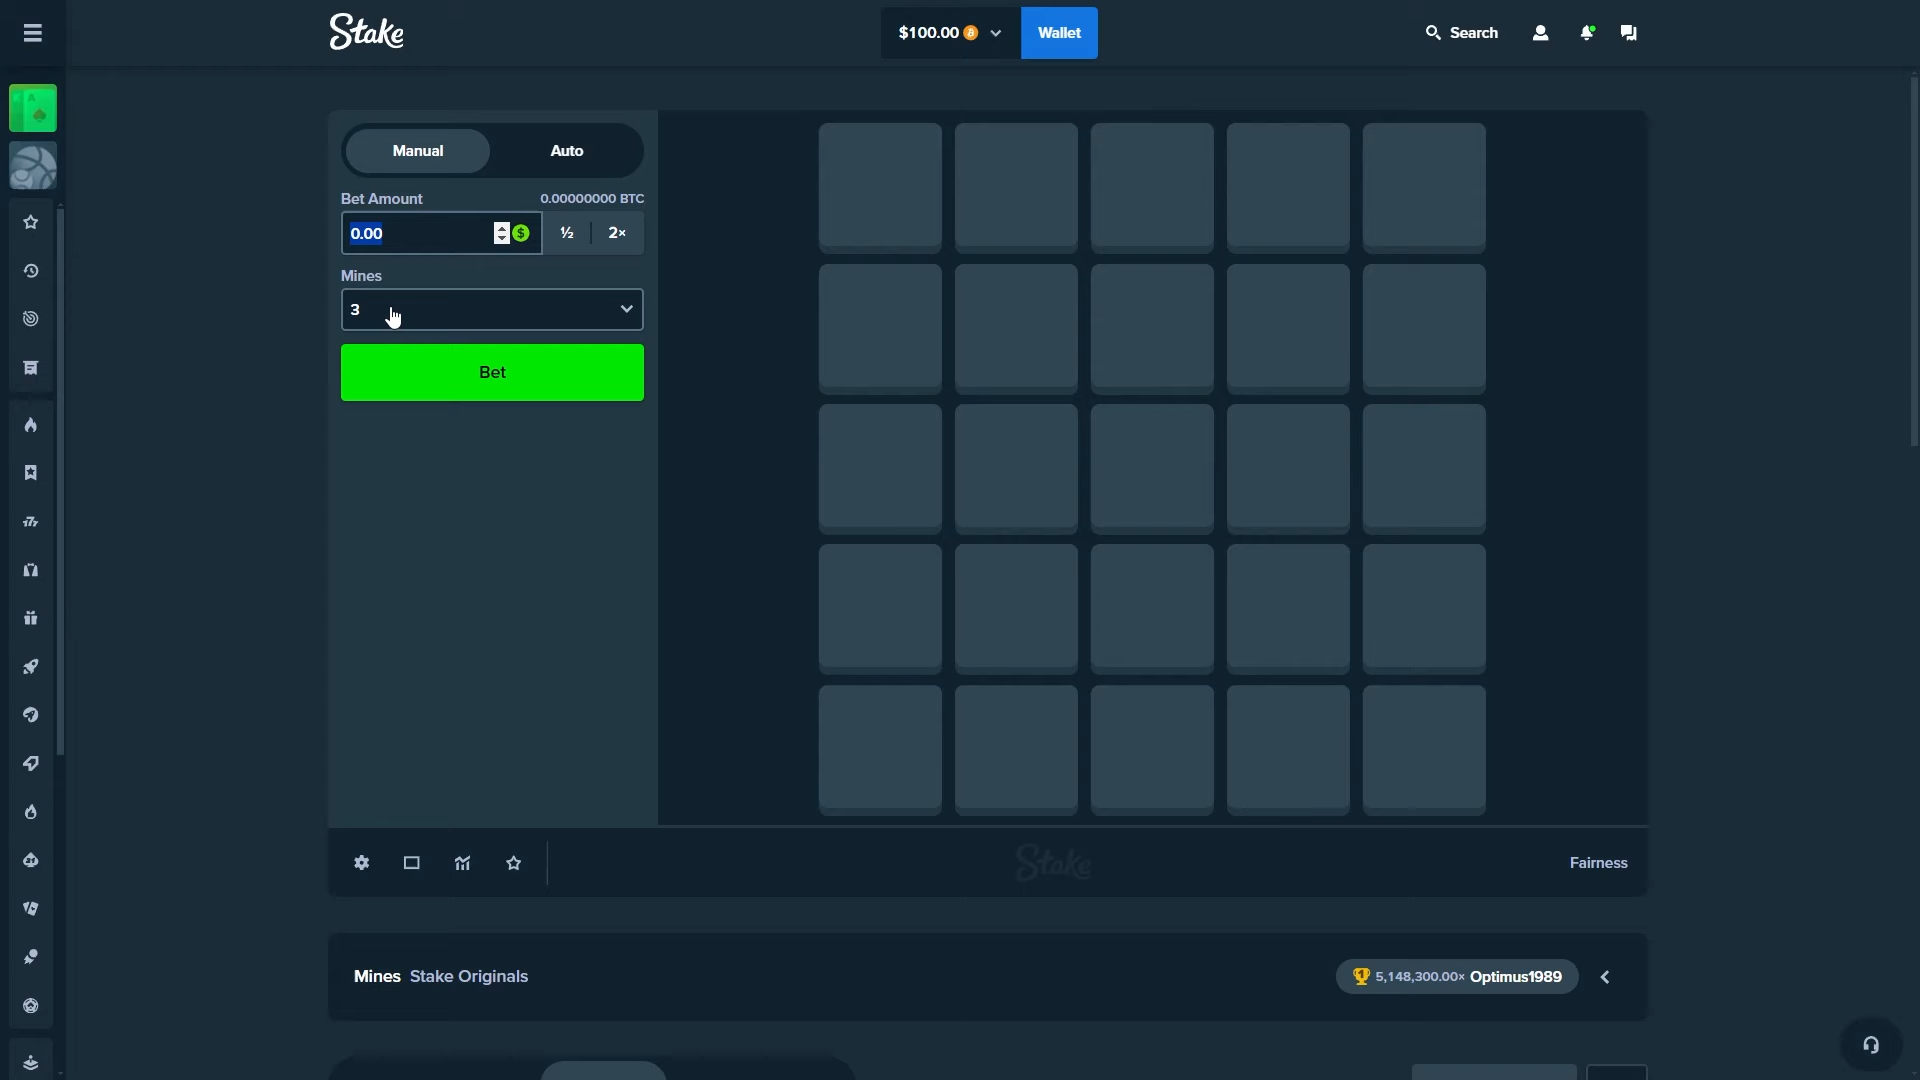 Stake
$100.00
Wallet
Search
Manual
Auto
Bet Amount
0.00000000 BTC
0.00
½
2×
Mines
3
Bet
Stake
Fairness
Mines Stake Originals
5,148,300.00× Optimus1989